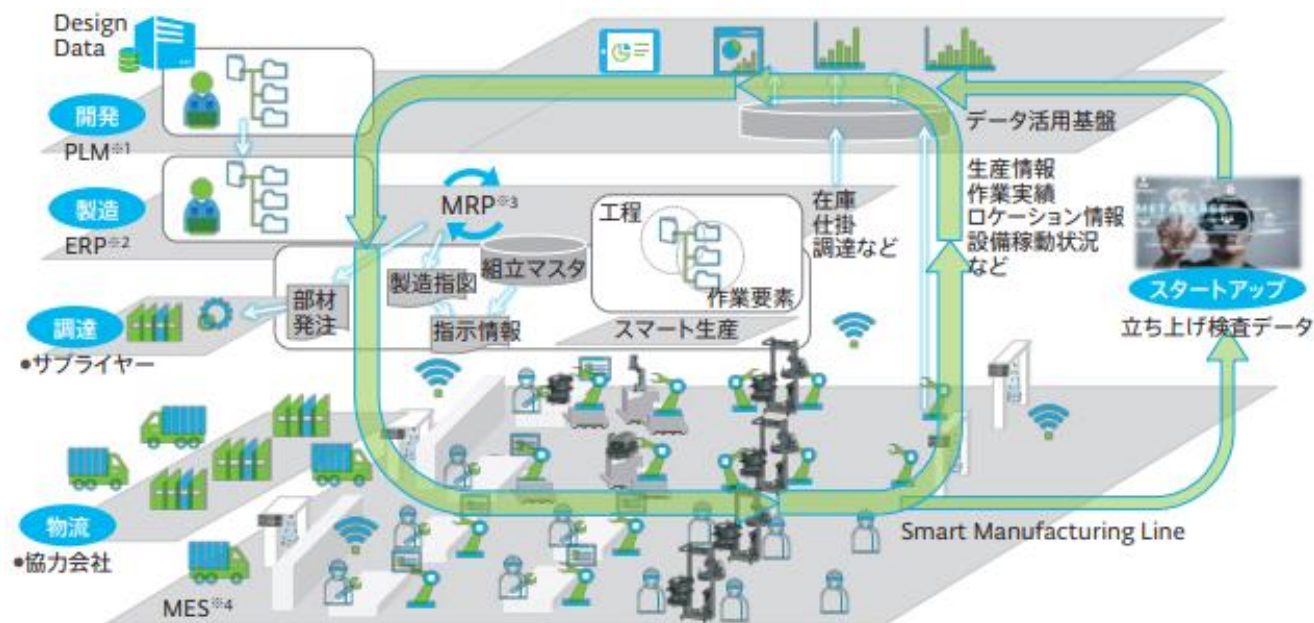 Design
Data
開発
PLM※1
製造
ERP※2
調達
●サプライヤー
物流
●協力会社
MES※4
MRP※3
部材
発注
製造指図
組立マスタ
指示情報
工程
作業要素
スマート生産
在庫
仕掛
調達など
データ活用基盤
生産情報
作業実績
ロケーション情報
設備稼動状況
など
スタートアップ
立ち上げ検査データ
Smart Manufacturing Line